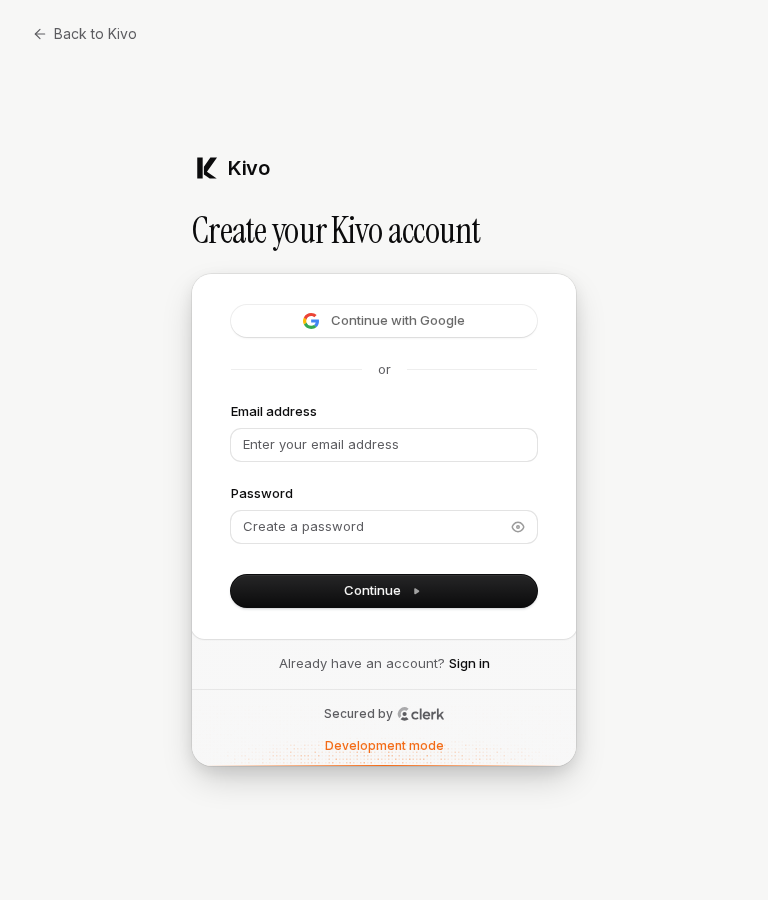 Back to Kivo
Kivo
Create your Kivo account
Continue with Google
or
Email address
Enter your email address
Password
Create a password
Continue
Already have an account? Sign in
Secured by clerk
Development mode